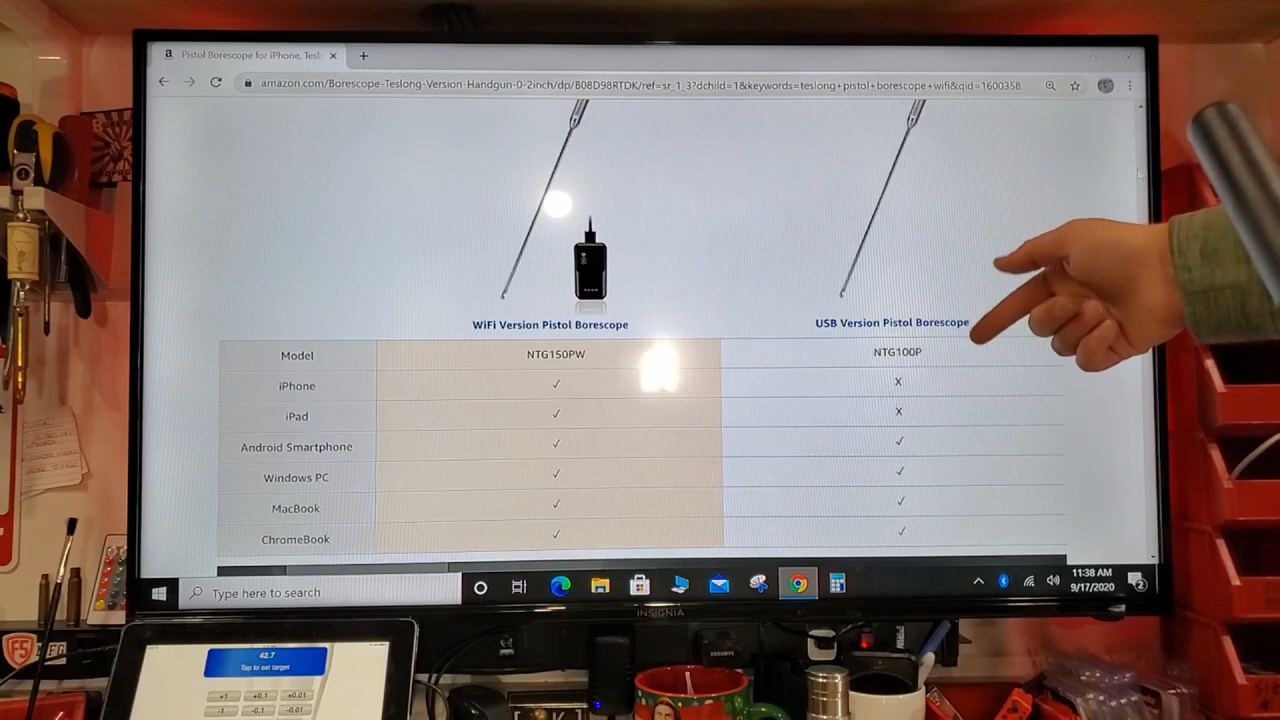 Pistol Borescope for iPhone, Tesl
amazon.com/Borescope-Teslong-Version-Handgun-0-2inch/dp/B08D98RTDK/ref=sr_1_3?dchild=1&keywords=teslong+pistol+borescope+wifi&qid=1600358...
WiFi Version Pistol Borescope
USB Version Pistol Borescope
Model NTG150PW NTG100P
iPhone ✓ X
iPad ✓ X
Android Smartphone ✓ ✓
Windows PC ✓ ✓
MacBook ✓ ✓
ChromeBook ✓ ✓
Type here to search
11:38 AM
9/17/2020
2
INSIGNIA
42.7
Tap to set target
+1 +0.1 +0.01
-1 -0.1 -0.01
SAMSUNG